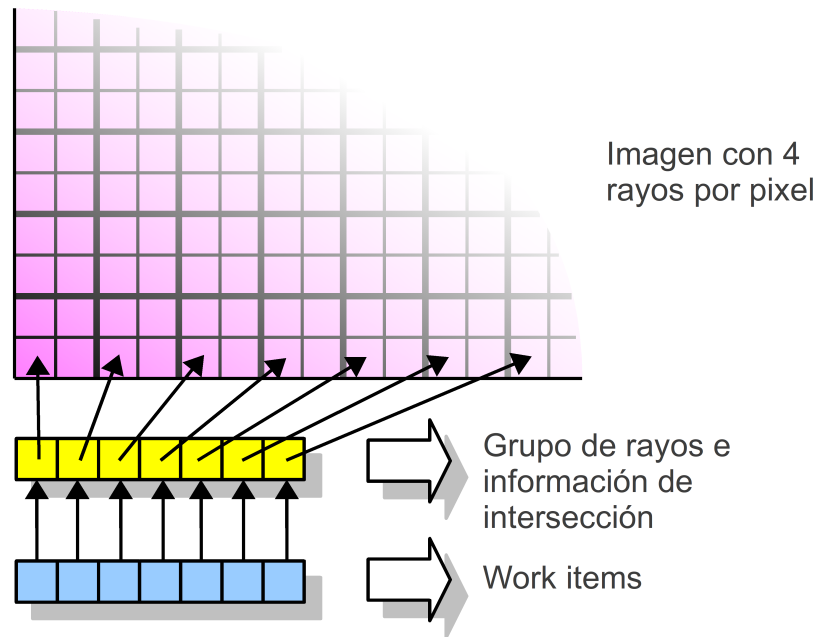 Imagen con 4
rayos por pixel
Grupo de rayos e
información de
intersección
Work items